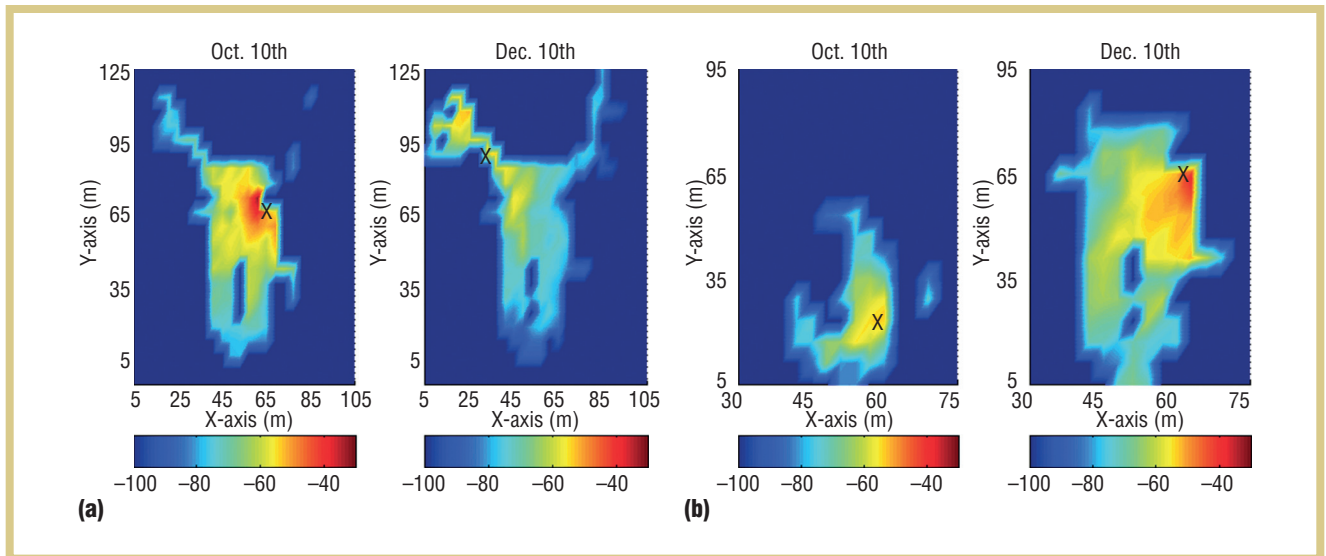 Oct. 10th
Dec. 10th
Oct. 10th
Dec. 10th
125
95
65
35
5
Y-axis (m)
5 25 45 65 85 105
X-axis (m)
125
95
65
35
5
Y-axis (m)
5 25 45 65 85 105
X-axis (m)
95
65
35
5
Y-axis (m)
30 45 60 75
X-axis (m)
95
65
35
5
Y-axis (m)
30 45 60 75
X-axis (m)
X
X
X
X
–100 –80 –60 –40
–100 –80 –60 –40
–100 –80 –60 –40
–100 –80 –60 –40
(a)
(b)